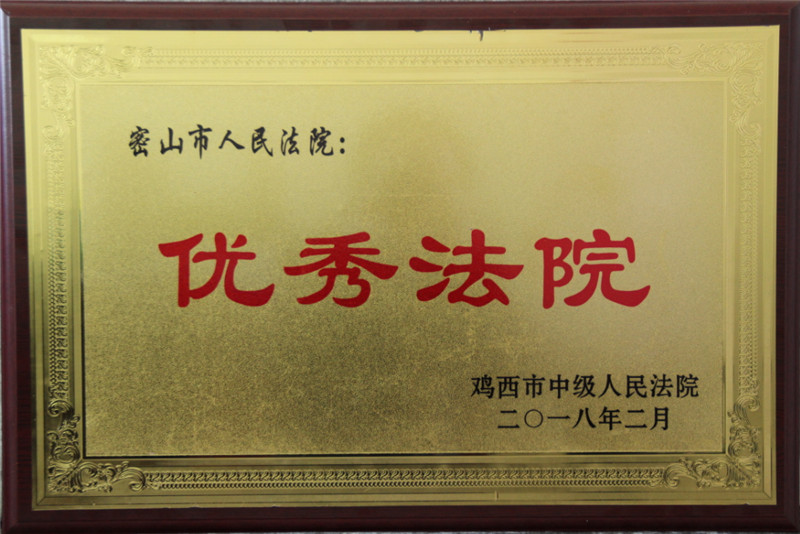 密山市人民法院：
优秀法院
鸡西市中级人民法院
二〇一八年二月